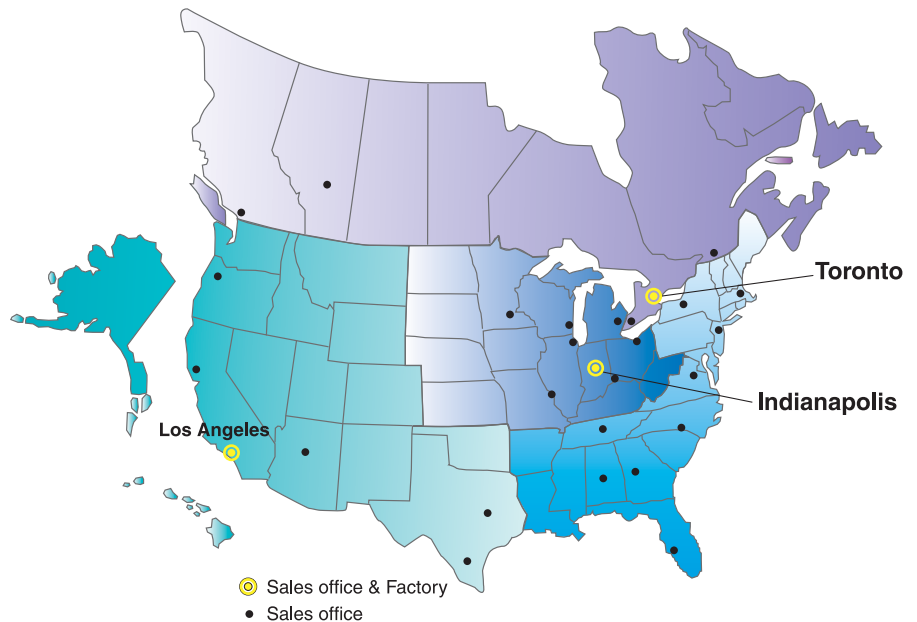 Toronto
Indianapolis
Los Angeles
Sales office & Factory
Sales office